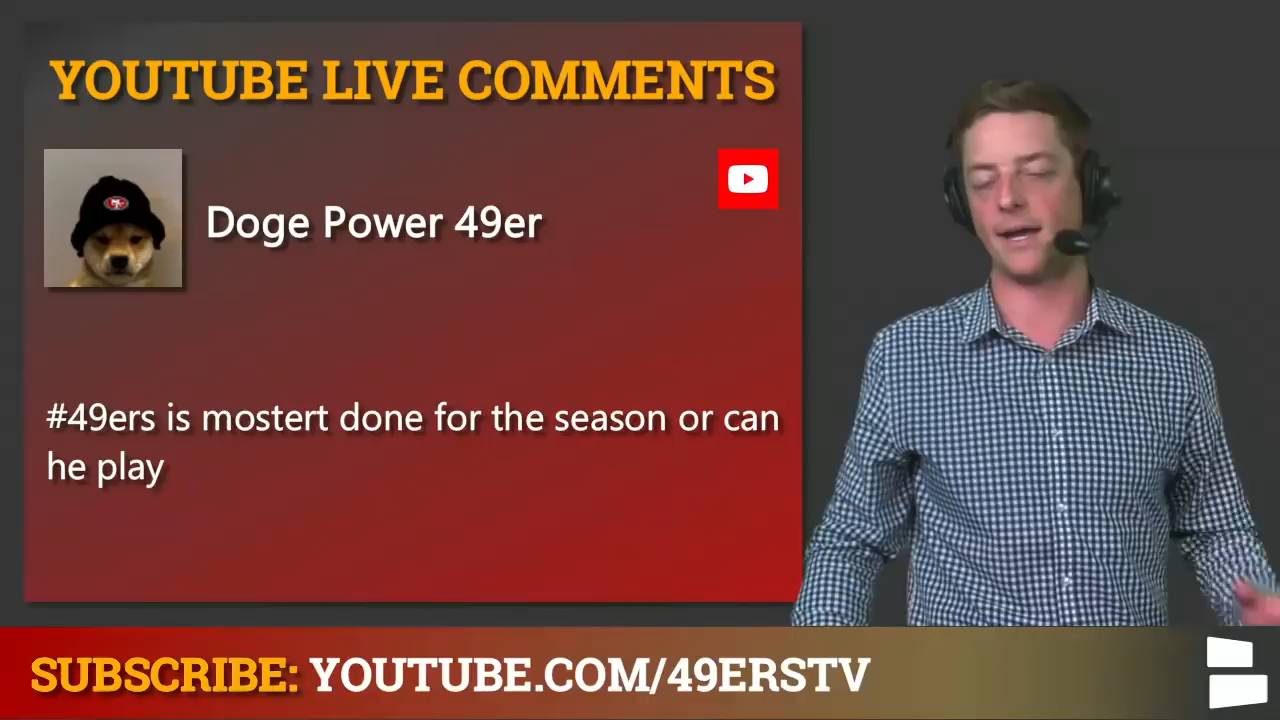 YOUTUBE LIVE COMMENTS
Doge Power 49er
#49ers is mostert done for the season or can
he play
SUBSCRIBE: YOUTUBE.COM/49ERSTV